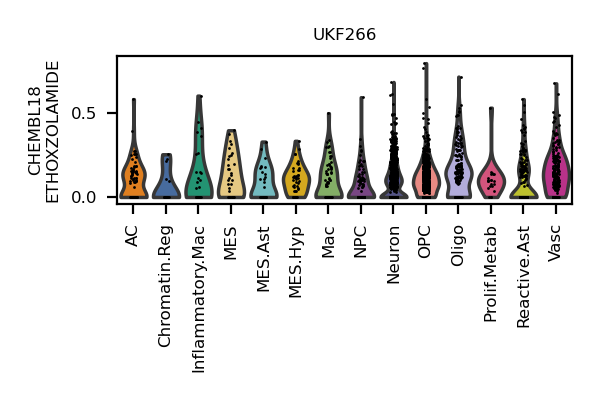 UKF266
CHEMBL18
ETHOXZOLAMIDE
0.5
0.0
AC
Chromatin.Reg
Inflammatory.Mac
MES
MES.Ast
MES.Hyp
Mac
NPC
Neuron
OPC
Oligo
Prolif.Metab
Reactive.Ast
Vasc